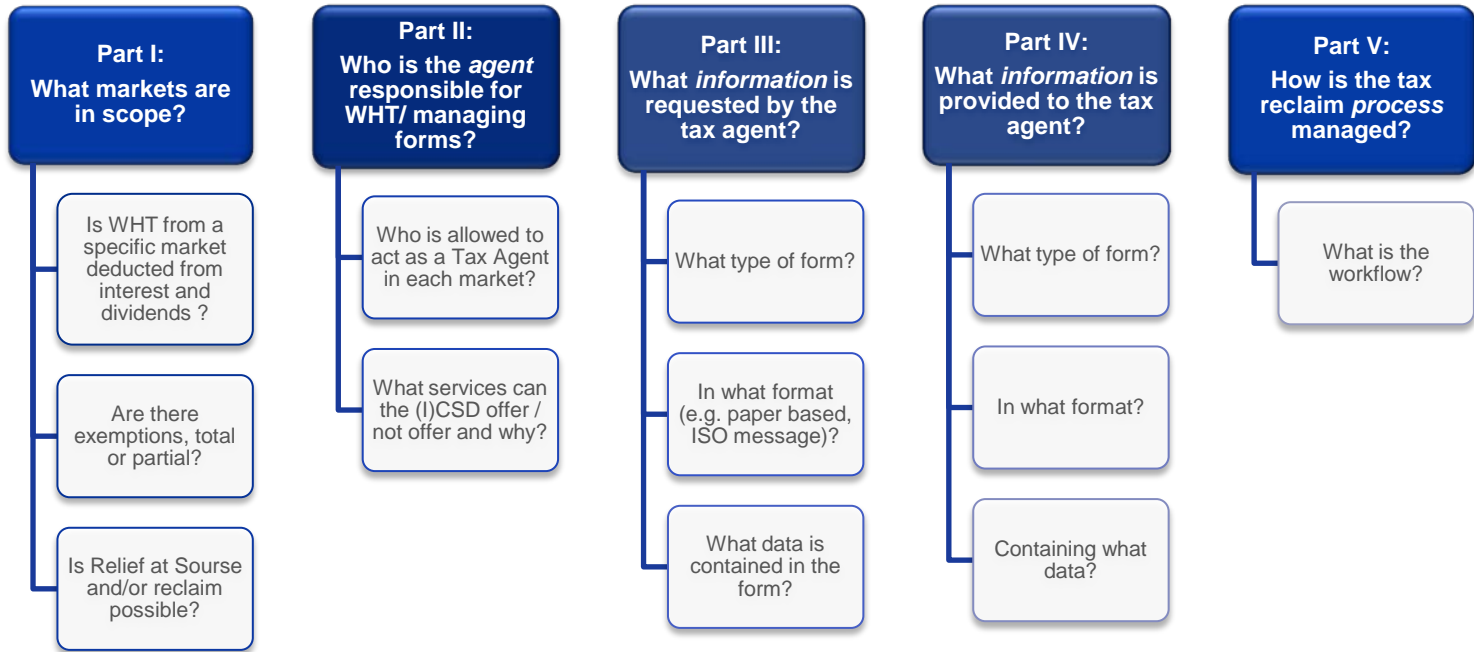 Part I:
What markets are
in scope?
Is WHT from a
specific market
deducted from
interest and
dividends ?
Are there
exemptions, total
or partial?
Is Relief at Sourse
and/or reclaim
possible?
Part II:
Who is the agent
responsible for
WHT/ managing
forms?
Who is allowed to
act as a Tax Agent
in each market?
What services can
the (I)CSD offer /
not offer and why?
Part III:
What information is
requested by the
tax agent?
What type of form?
In what format
(e.g. paper based,
ISO message)?
What data is
contained in the
form?
Part IV:
What information is
provided to the tax
agent?
What type of form?
In what format?
Containing what
data?
Part V:
How is the tax
reclaim process
managed?
What is the
workflow?